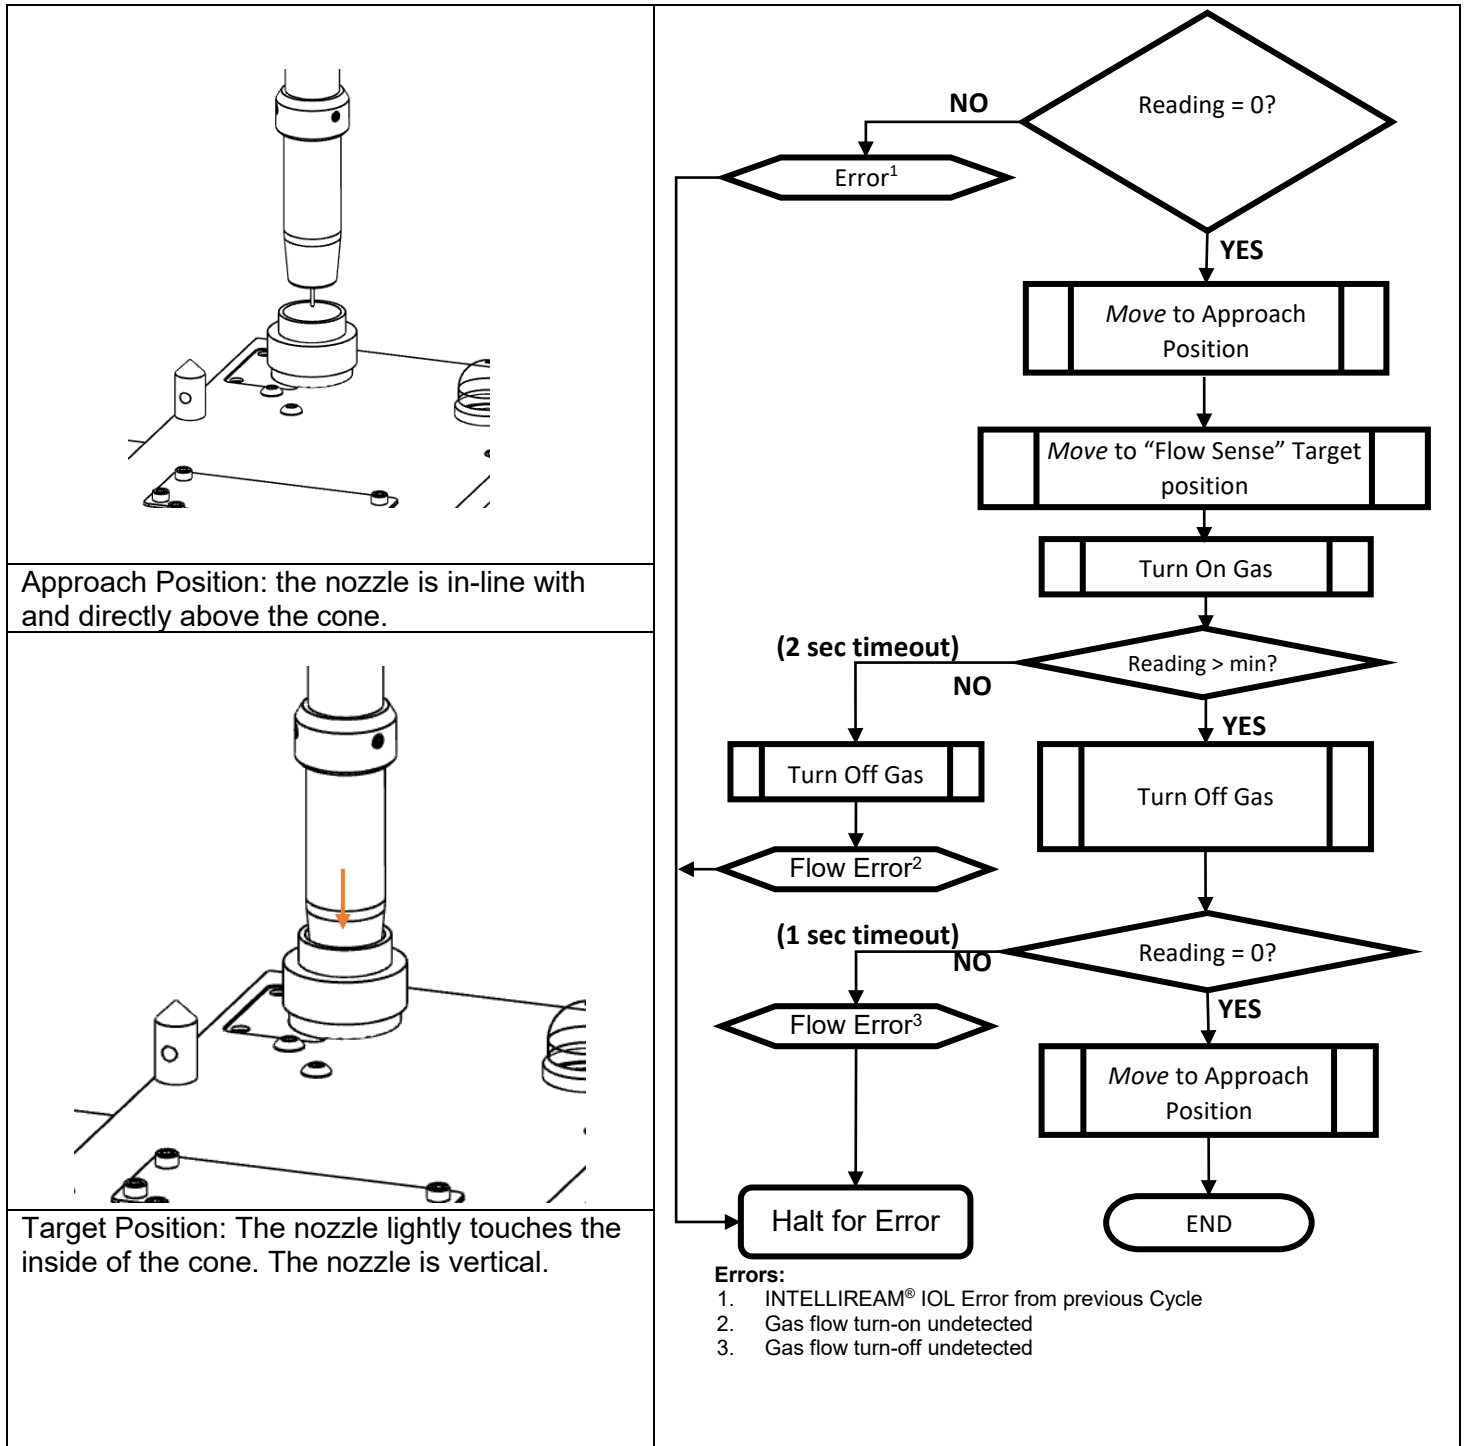 Approach Position: the nozzle is in-line with
and directly above the cone.
Target Position: The nozzle lightly touches the
inside of the cone. The nozzle is vertical.
Reading = 0?
NO
Error¹
YES
Move to Approach
Position
Move to “Flow Sense” Target
position
Turn On Gas
(2 sec timeout)
Reading > min?
NO
YES
Turn Off Gas
Turn Off Gas
Flow Error²
(1 sec timeout)
Reading = 0?
NO
YES
Flow Error³
Move to Approach
Position
Halt for Error
END
Errors:
1. INTELLIREAM® IOL Error from previous Cycle
2. Gas flow turn-on undetected
3. Gas flow turn-off undetected